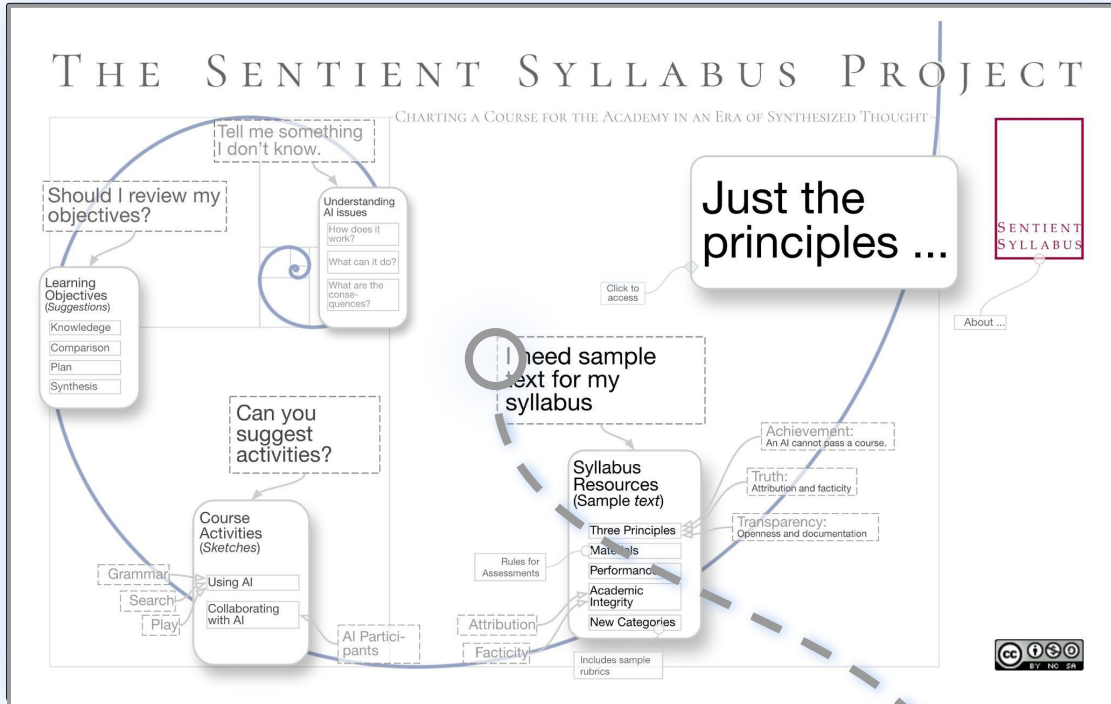 THE SENTIENT SYLLABUS PROJECT
CHARTING A COURSE FOR THE ACADEMY IN AN ERA OF SYNTHESIZED THOUGHT
Tell me something
I don't know.
Should I review my
objectives?
Understanding
AI issues
How does it
work?
What can it do?
What are the
conse-
quences?
Learning
Objectives
(Suggestions)
Knowledege
Comparison
Plan
Synthesis
Just the
principles ...
Click to
access
SENTIENT
SYLLABUS
About ...
I need sample
text for my
syllabus
Can you
suggest
activities?
Syllabus
Resources
(Sample text)
Three Principles
Materials
Performance
Academic
Integrity
New Categories
Achievement:
An AI cannot pass a course.
Truth:
Attribution and facticity
Transparency:
Openness and documentation
Rules for
Assessments
Attribution
Facticity
Includes sample
rubrics
Course
Activities
(Sketches)
Using AI
Collaborating
with AI
Grammar
Search
Play
AI Partici-
pants
cc
BY NC SA